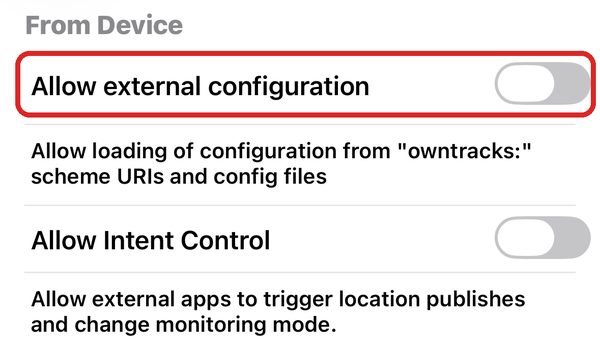 From Device
Allow external configuration
Allow loading of configuration from "owntracks:"
scheme URIs and config files
Allow Intent Control
Allow external apps to trigger location publishes
and change monitoring mode.